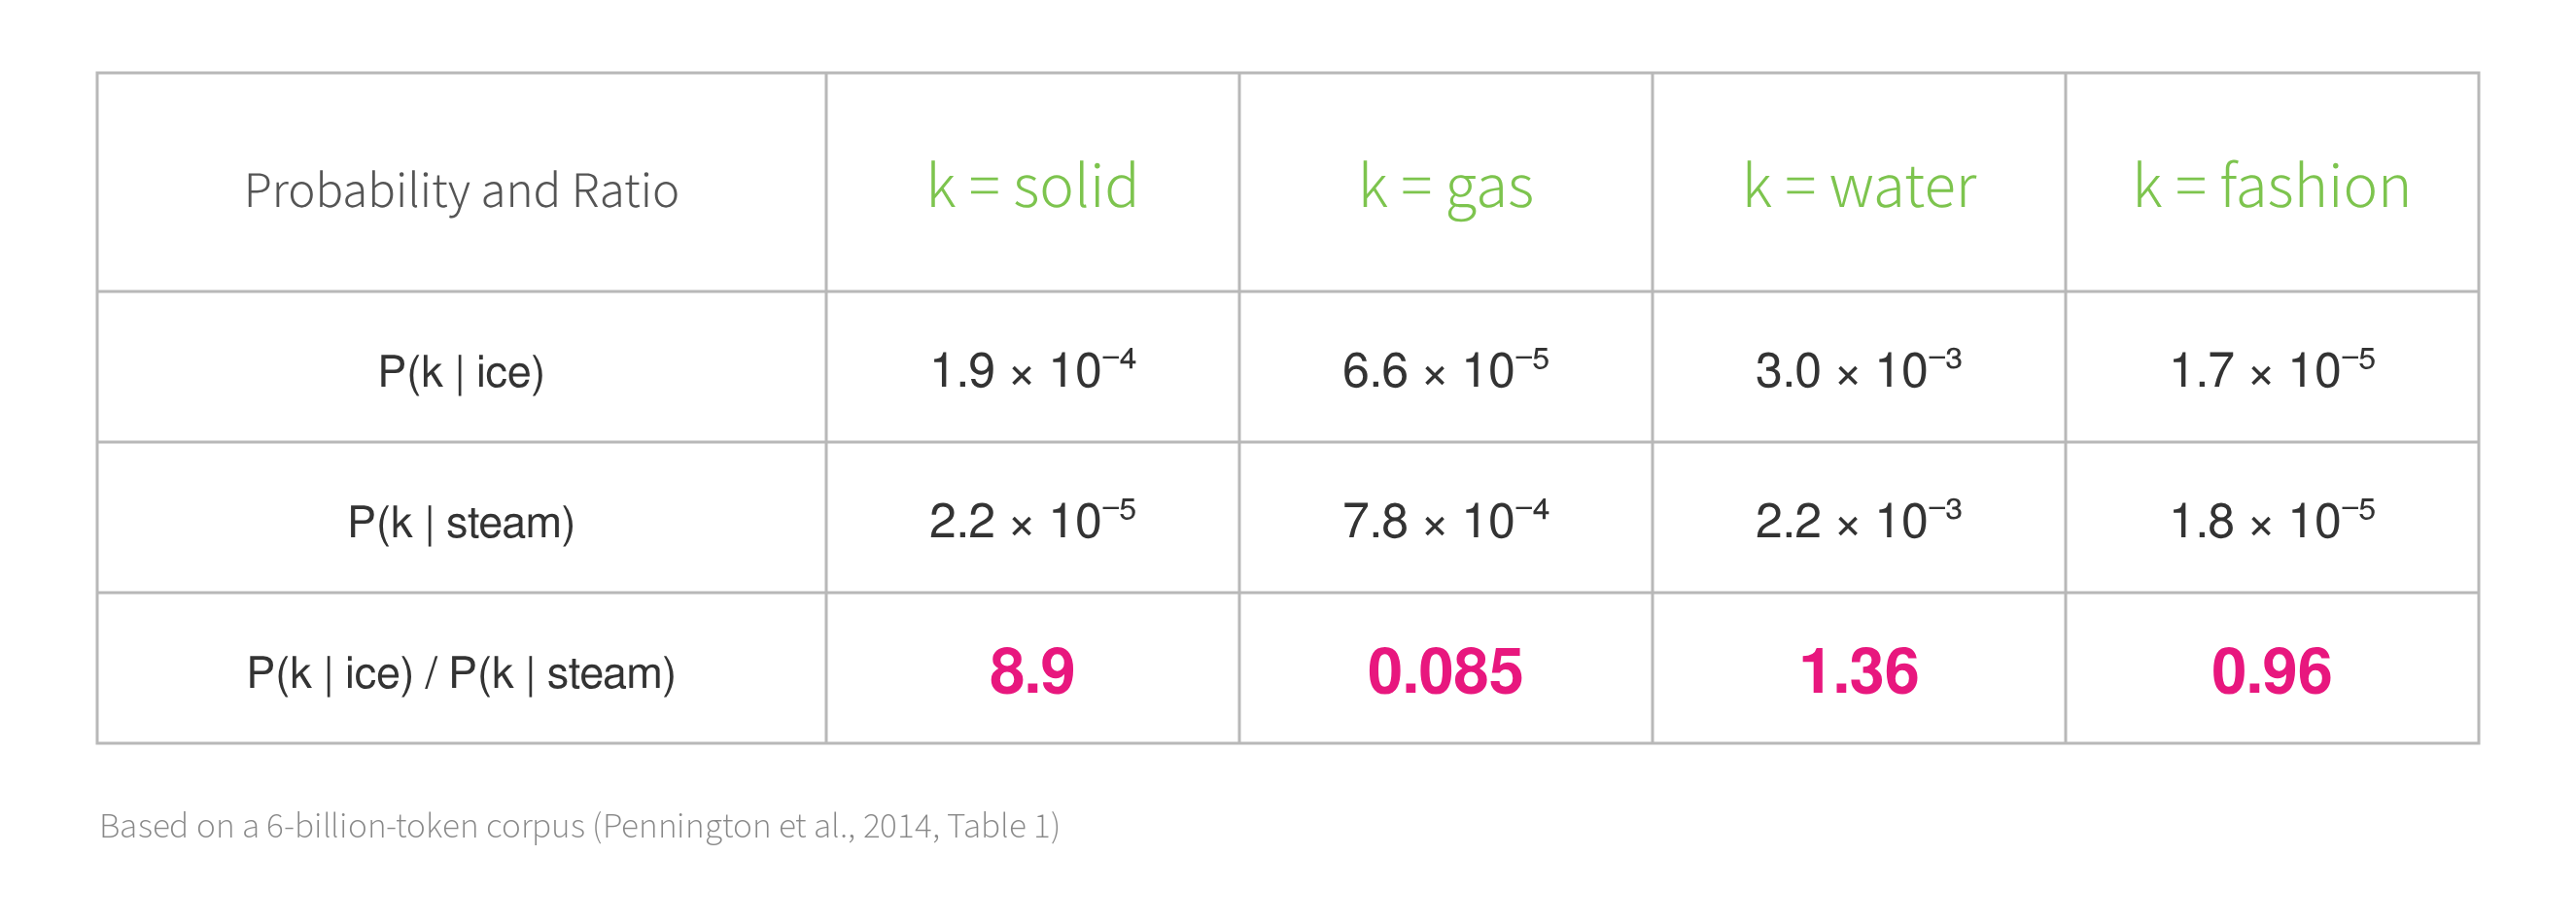 Probability and Ratio k = solid k = gas k = water k = fashion
P(k | ice) 1.9 × 10⁻⁴ 6.6 × 10⁻⁵ 3.0 × 10⁻³ 1.7 × 10⁻⁵
P(k | steam) 2.2 × 10⁻⁵ 7.8 × 10⁻⁴ 2.2 × 10⁻³ 1.8 × 10⁻⁵
P(k | ice) / P(k | steam) 8.9 0.085 1.36 0.96
Based on a 6-billion-token corpus (Pennington et al., 2014, Table 1)